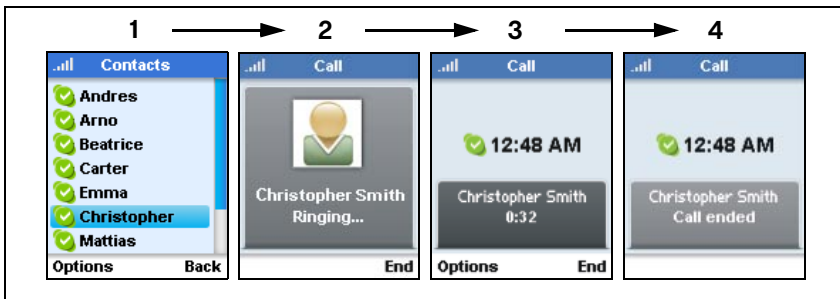 1 2 3 4
Contacts
Andres
Arno
Beatrice
Carter
Emma
Christopher
Mattias
Options Back
Call
Christopher Smith
Ringing...
End
Call
12:48 AM
Christopher Smith
0:32
Options End
Call
12:48 AM
Christopher Smith
Call ended